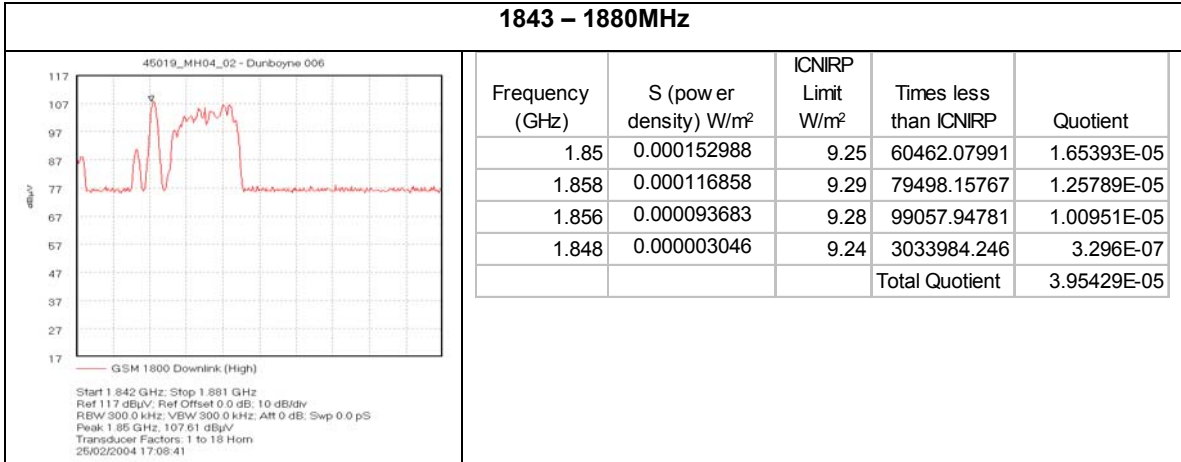 1843 – 1880MHz
45019_MH04_02 - Dunboyne 006
117
107
97
87
77
67
57
47
37
27
17
dBµV
GSM 1800 Downlink (High)
Start 1.842 GHz; Stop 1.881 GHz
Ref 117 dBµV; Ref Offset 0.0 dB; 10 dB/div
RBW 300.0 kHz; VBW 300.0 kHz; Att 0 dB; Swp 0.0 pS
Peak 1.85 GHz, 107.61 dBµV
Transducer Factors: 1 to 18 Horn
25/02/2004 17:08:41
Frequency (GHz) S (pow er density) W/m² ICNIRP Limit W/m² Times less than ICNIRP Quotient
1.85 0.000152988 9.25 60462.07991 1.65393E-05
1.858 0.000116858 9.29 79498.15767 1.25789E-05
1.856 0.000093683 9.28 99057.94781 1.00951E-05
1.848 0.000003046 9.24 3033984.246 3.296E-07
Total Quotient 3.95429E-05